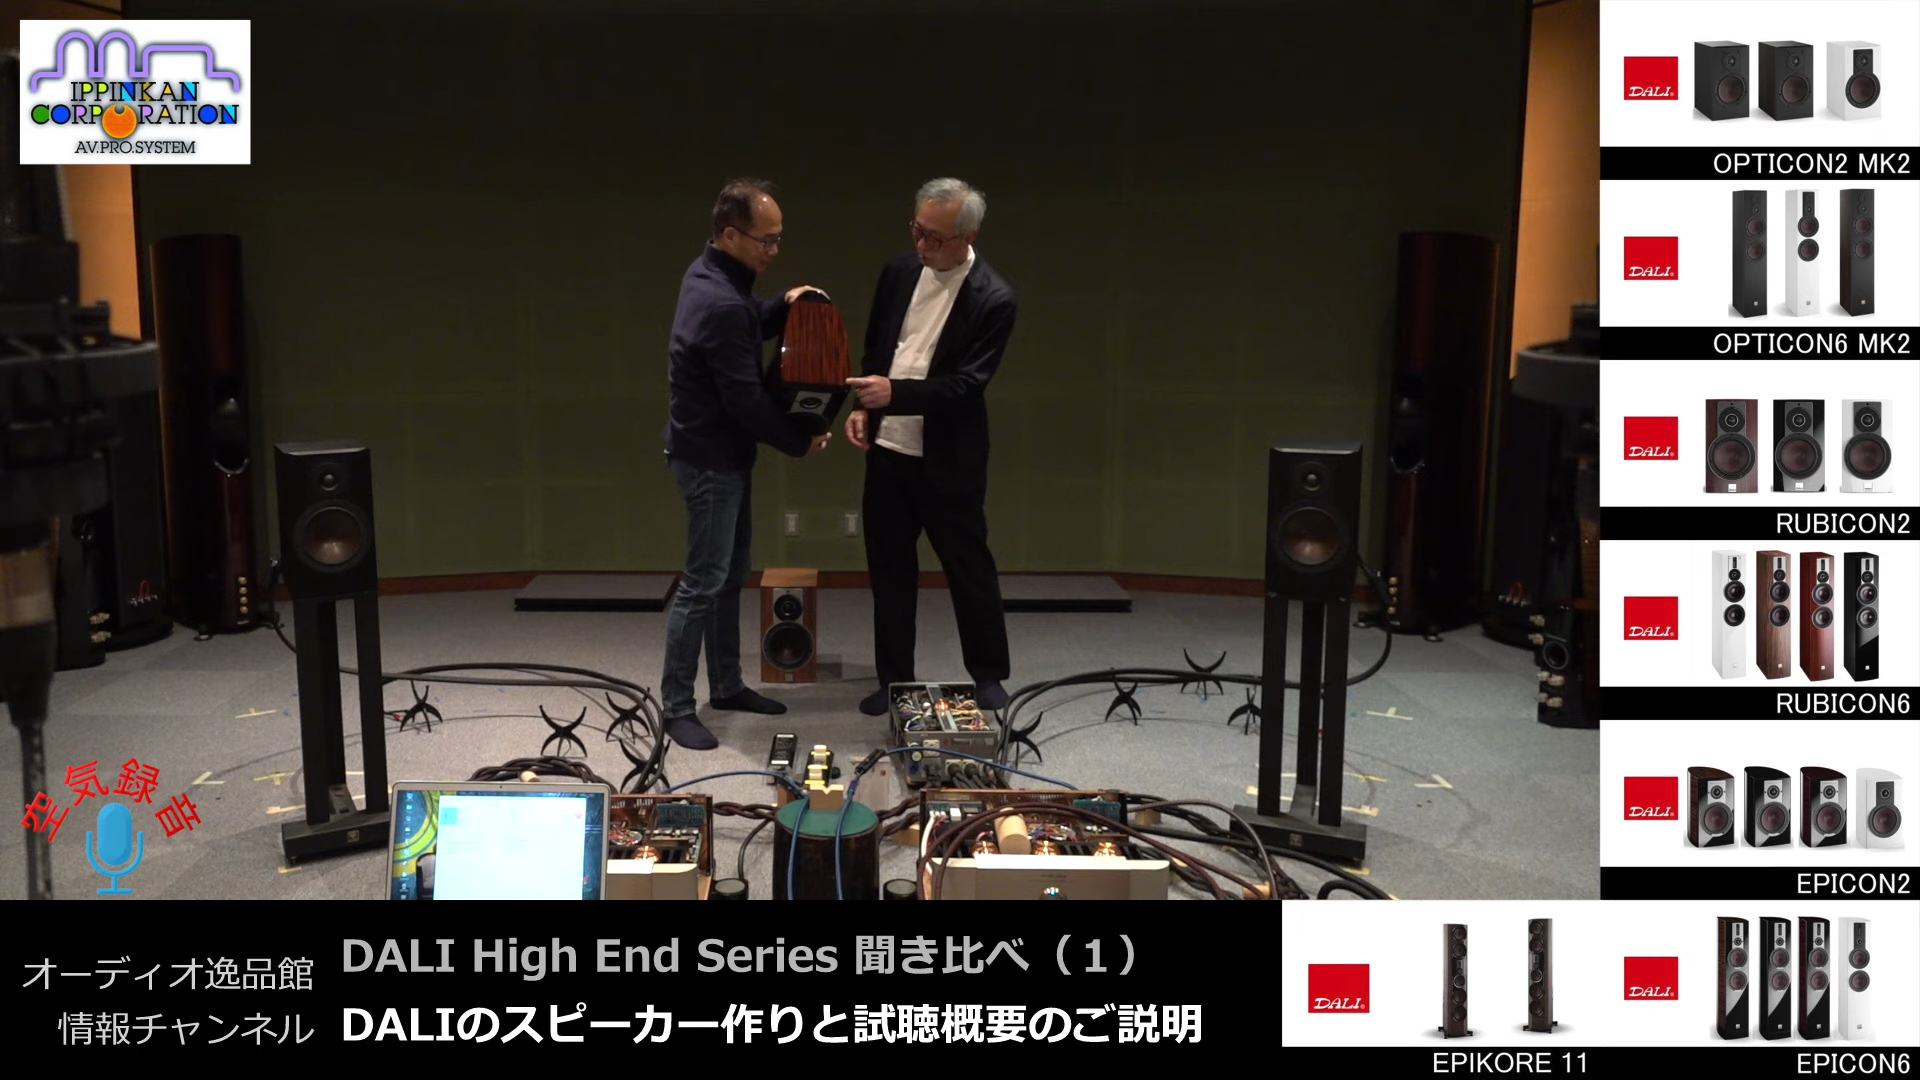 IPPINKAN
CORPORATION
AV.PRO.SYSTEM
空気録音
オーディオ逸品館
情報チャンネル
DALI High End Series 聞き比べ（１）
DALIのスピーカー作りと試聴概要のご説明
DALI
OPTICON2 MK2
DALI
OPTICON6 MK2
DALI
RUBICON2
DALI
RUBICON6
DALI
EPICON2
DALI
EPIKORE 11
DALI
EPICON6